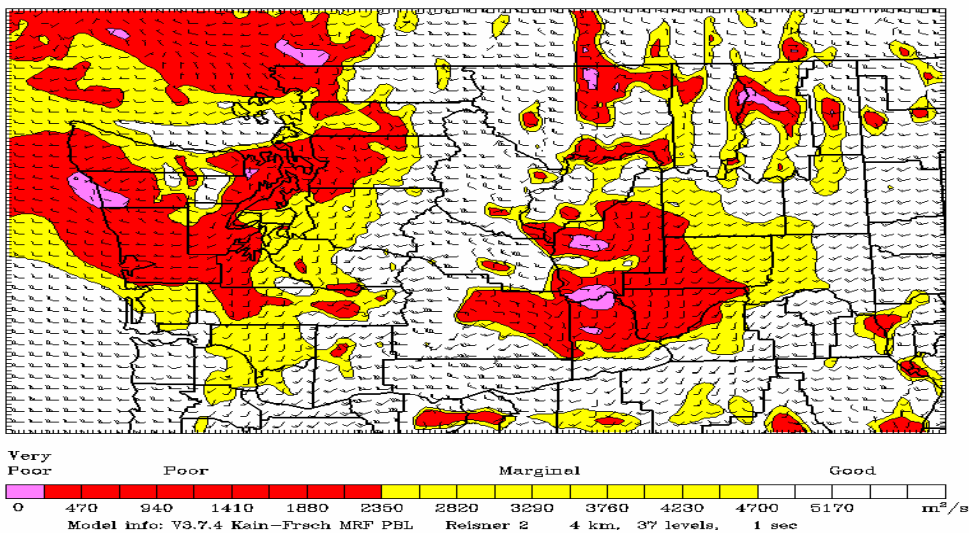 Very
Poor Poor Marginal Good
0 470 940 1410 1880 2350 2820 3290 3760 4230 4700 5170 m²/s
Model info: V3.7.4 Kain-Frsch MRF PBL Reisner 2 4 km, 37 levels, 1 sec